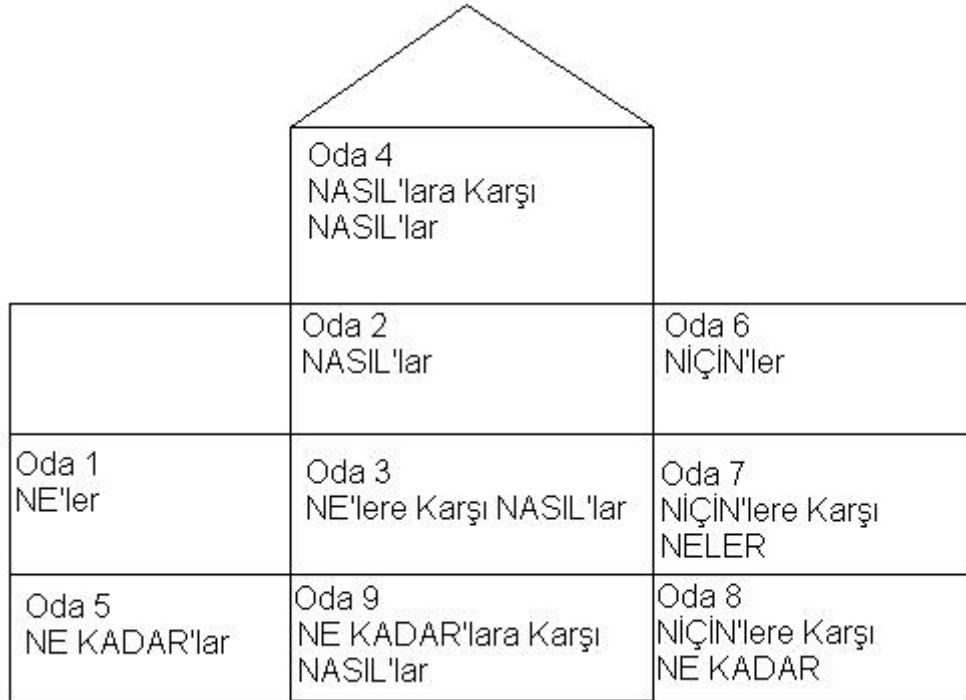 Oda 4
NASIL'lara Karşı
NASIL'lar
Oda 2
NASIL'lar
Oda 6
NİÇİN'ler
Oda 1
NE'ler
Oda 3
NE'lere Karşı NASIL'lar
Oda 7
NİÇİN'lere Karşı
NELER
Oda 5
NE KADAR'lar
Oda 9
NE KADAR'lara Karşı
NASIL'lar
Oda 8
NİÇİN'lere Karşı
NE KADAR